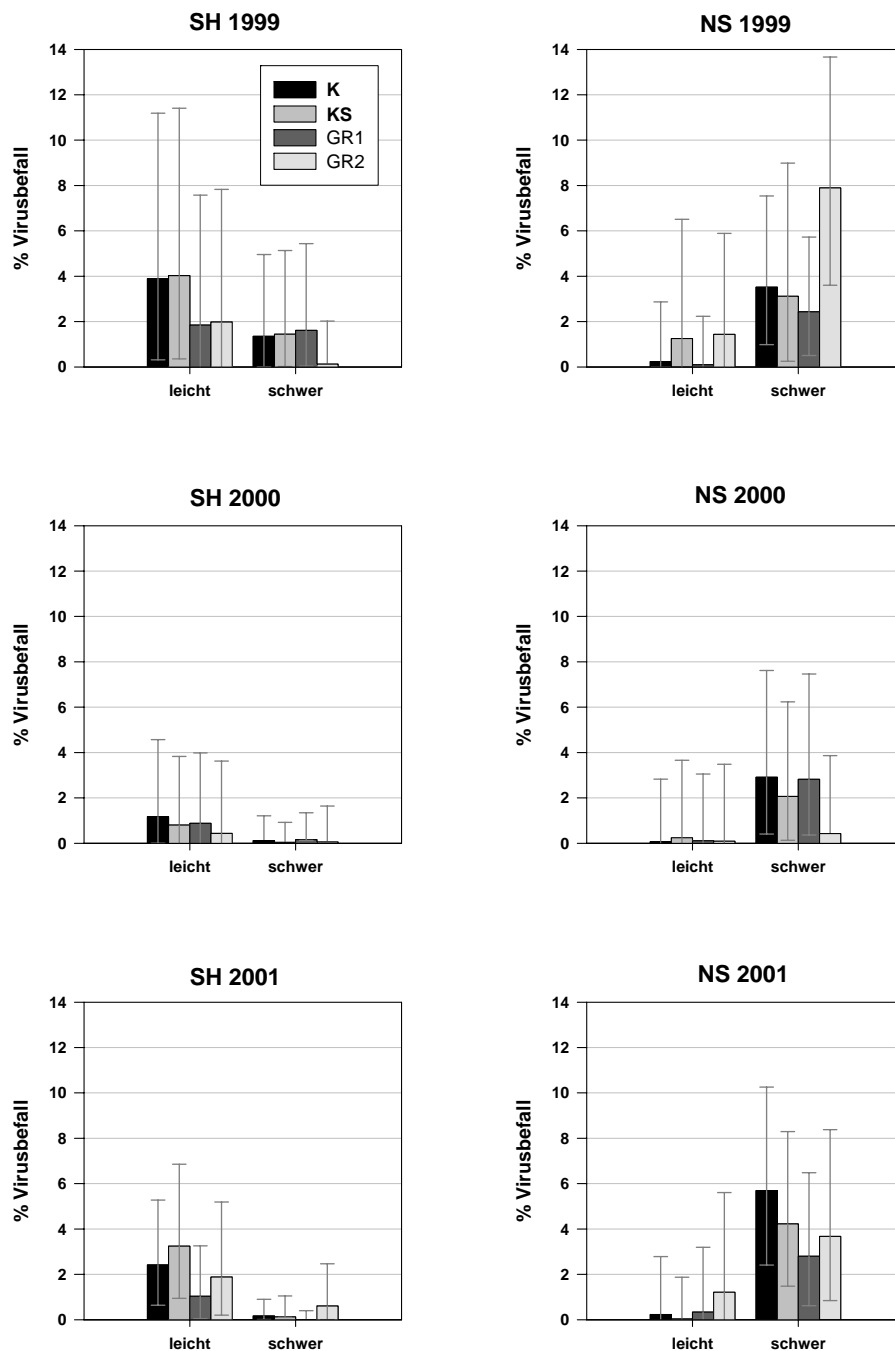 SH 1999
% Virusbefall
14
12
10
8
6
4
2
0
K
KS
GR1
GR2
leicht schwer
NS 1999
% Virusbefall
14
12
10
8
6
4
2
0
leicht schwer
SH 2000
% Virusbefall
14
12
10
8
6
4
2
0
leicht schwer
NS 2000
% Virusbefall
14
12
10
8
6
4
2
0
leicht schwer
SH 2001
% Virusbefall
14
12
10
8
6
4
2
0
leicht schwer
NS 2001
% Virusbefall
14
12
10
8
6
4
2
0
leicht schwer